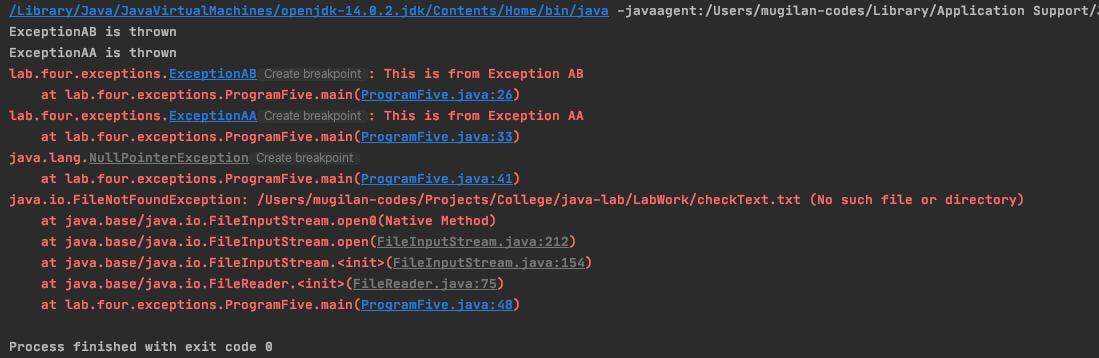 /Library/Java/JavaVirtualMachines/openjdk-14.0.2.jdk/Contents/Home/bin/java -javaagent:/Users/mugilan-codes/Library/Application Support/
ExceptionAB is thrown
ExceptionAA is thrown
lab.four.exceptions.ExceptionAB Create breakpoint : This is from Exception AB
at lab.four.exceptions.ProgramFive.main(ProgramFive.java:26)
lab.four.exceptions.ExceptionAA Create breakpoint : This is from Exception AA
at lab.four.exceptions.ProgramFive.main(ProgramFive.java:33)
java.lang.NullPointerException Create breakpoint
at lab.four.exceptions.ProgramFive.main(ProgramFive.java:41)
java.io.FileNotFoundException: /Users/mugilan-codes/Projects/College/java-lab/LabWork/checkText.txt (No such file or directory)
at java.base/java.io.FileInputStream.open0(Native Method)
at java.base/java.io.FileInputStream.open(FileInputStream.java:212)
at java.base/java.io.FileInputStream.<init>(FileInputStream.java:154)
at java.base/java.io.FileReader.<init>(FileReader.java:75)
at lab.four.exceptions.ProgramFive.main(ProgramFive.java:48)
Process finished with exit code 0